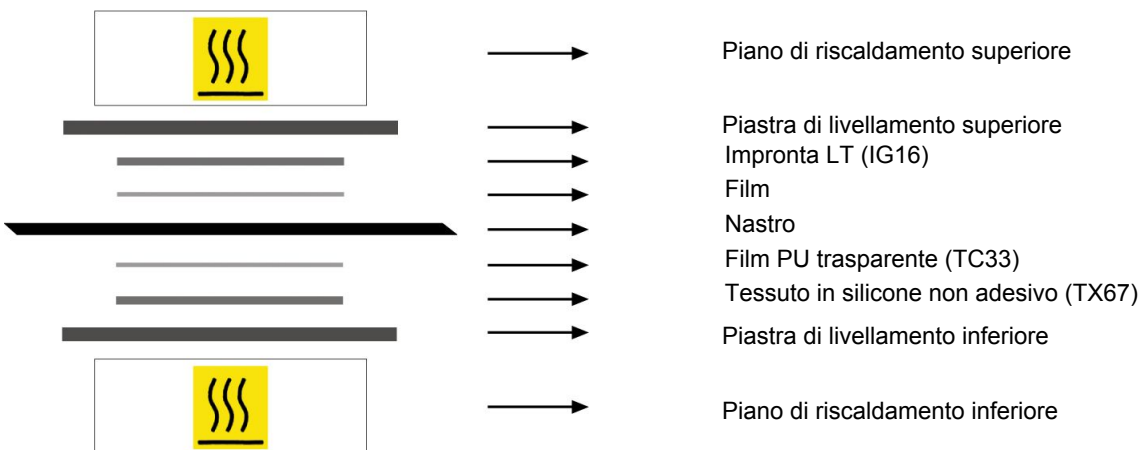 Piano di riscaldamento superiore
Piastra di livellamento superiore
Impronta LT (IG16)
Film
Nastro
Film PU trasparente (TC33)
Tessuto in silicone non adesivo (TX67)
Piastra di livellamento inferiore
Piano di riscaldamento inferiore